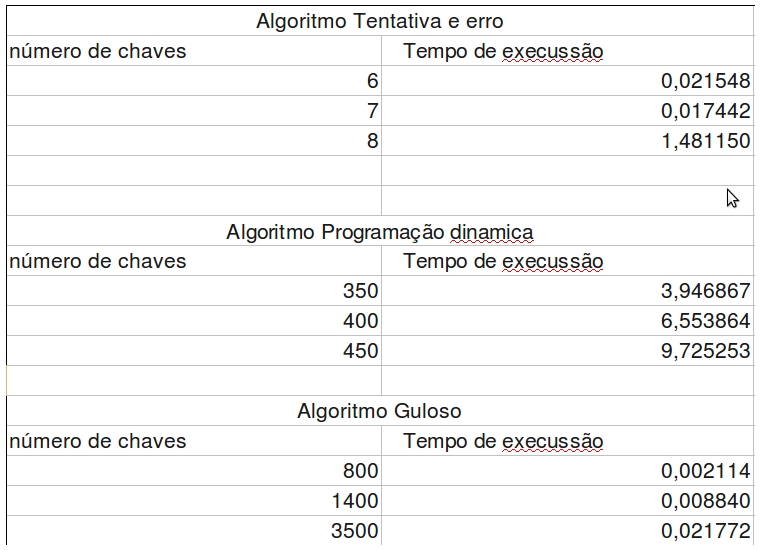 Algoritmo Tentativa e erro
número de chaves Tempo de execussão
6 0,021548
7 0,017442
8 1,481150
Algoritmo Programação dinamica
número de chaves Tempo de execussão
350 3,946867
400 6,553864
450 9,725253
Algoritmo Guloso
número de chaves Tempo de execussão
800 0,002114
1400 0,008840
3500 0,021772